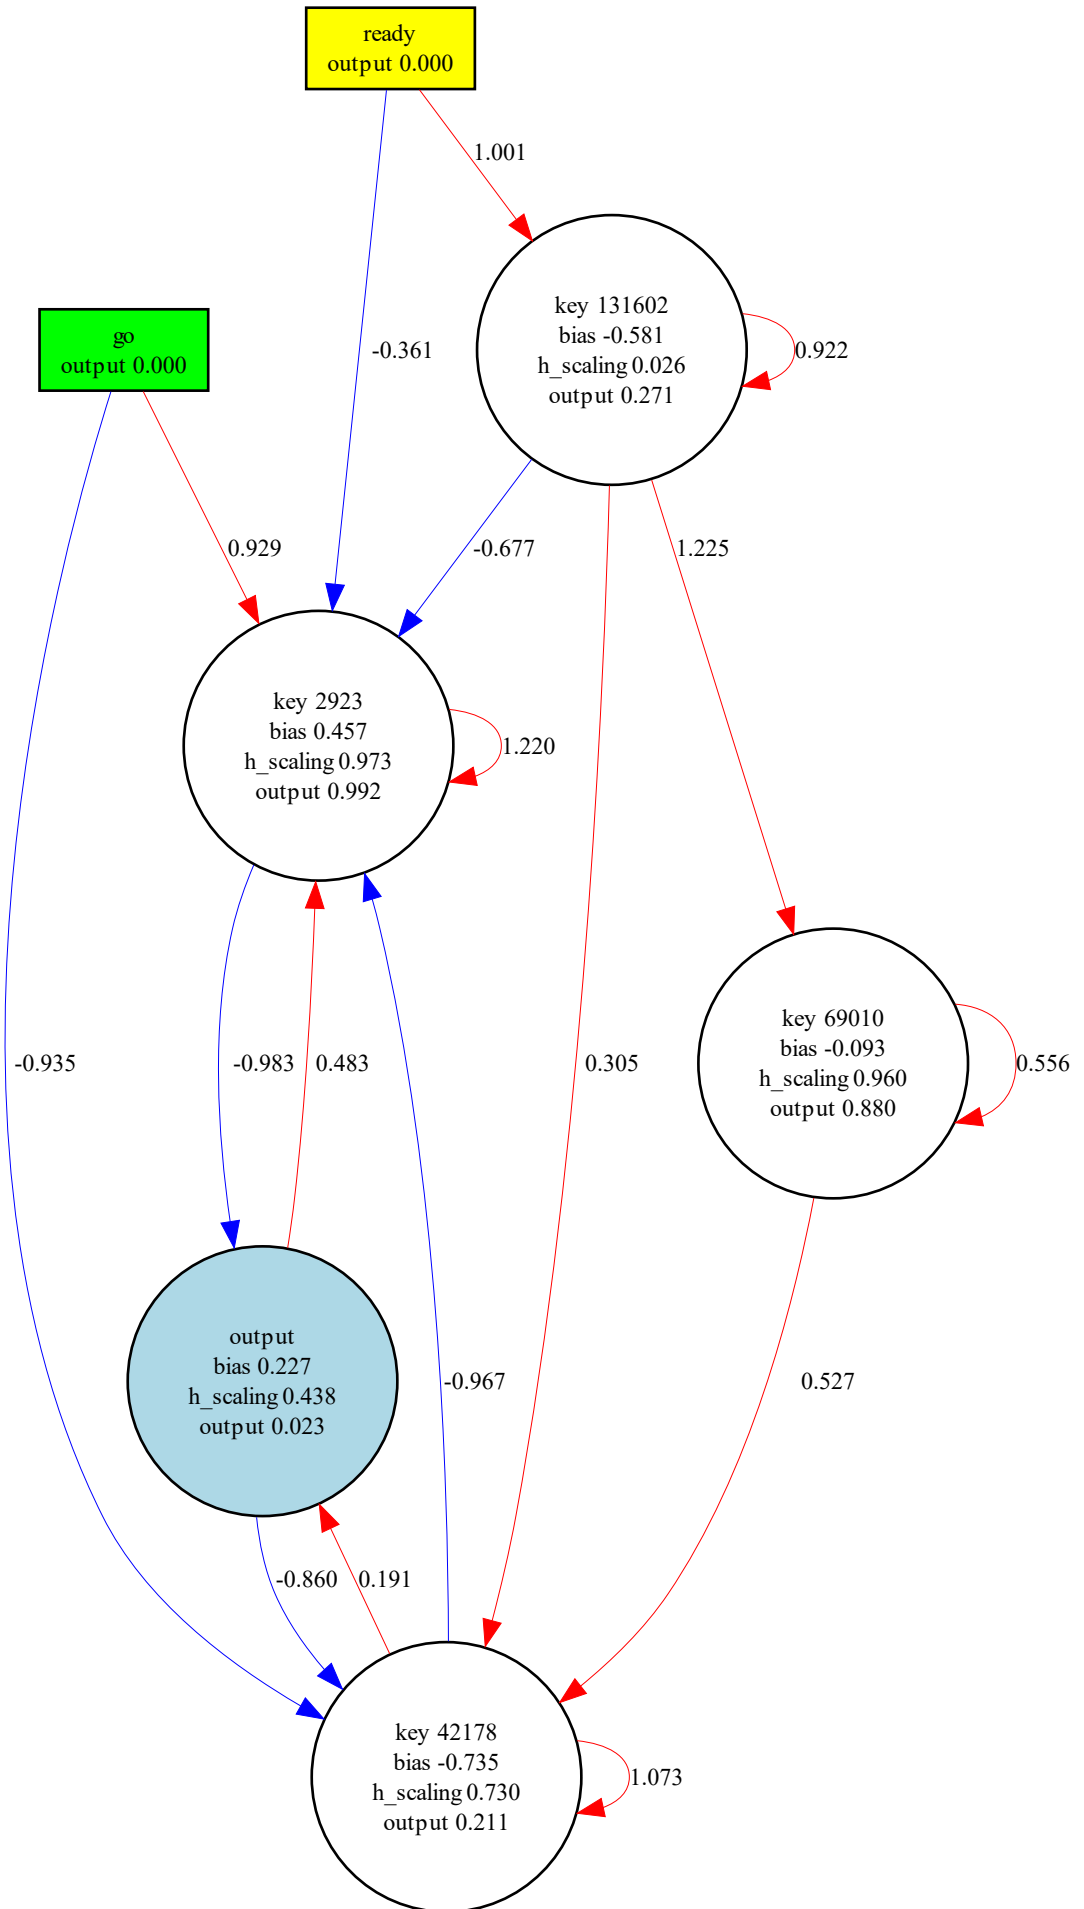 ready
output 0.000
1.001
key 131602
bias -0.581
h_scaling 0.026
output 0.271
0.922
-0.361
go
output 0.000
0.929
-0.677
1.225
key 2923
bias 0.457
h_scaling 0.973
output 0.992
1.220
key 69010
bias -0.093
h_scaling 0.960
output 0.880
0.556
-0.935
-0.983
0.483
0.305
output
bias 0.227
h_scaling 0.438
output 0.023
-0.967
0.527
-0.860
0.191
key 42178
bias -0.735
h_scaling 0.730
output 0.211
1.073